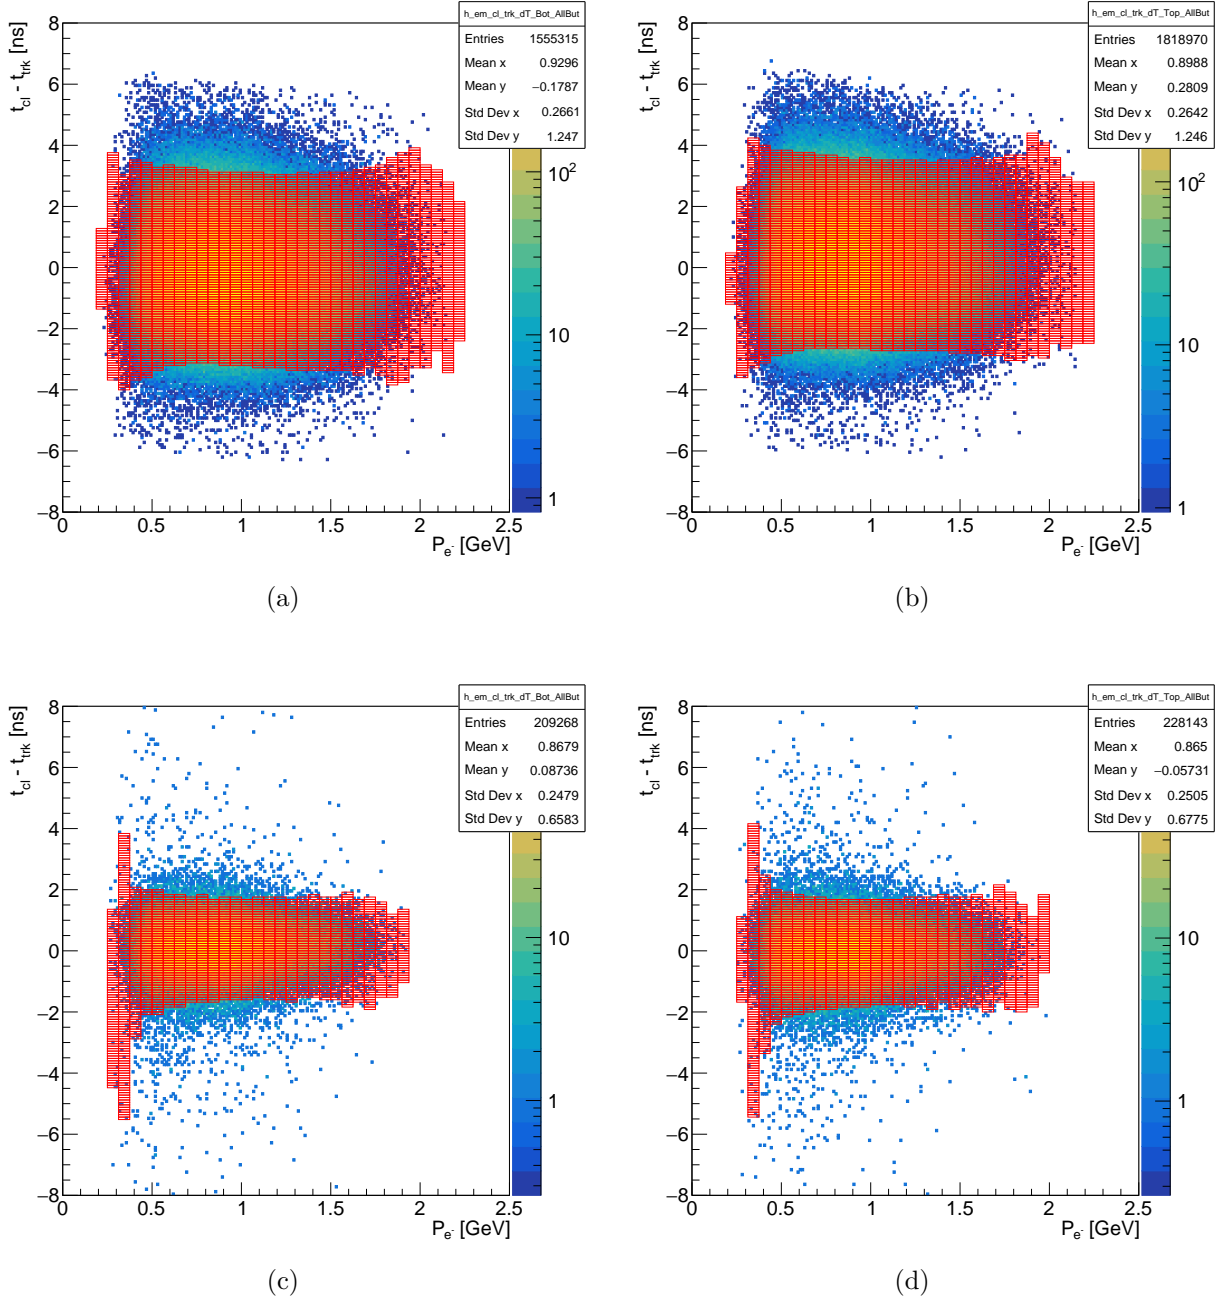 h_em_cl_trk_dT_Bot_AllBut
Entries 1555315
Mean x 0.9296
Mean y −0.1787
Std Dev x 0.2661
Std Dev y 1.247
t_cl - t_trk [ns]
8
6
4
2
0
−2
−4
−6
−8
0 0.5 1 1.5 2 2.5
P_e- [GeV]
10²
10
1
(a)
h_em_cl_trk_dT_Top_AllBut
Entries 1818970
Mean x 0.8988
Mean y 0.2809
Std Dev x 0.2642
Std Dev y 1.246
t_cl - t_trk [ns]
8
6
4
2
0
−2
−4
−6
−8
0 0.5 1 1.5 2 2.5
P_e- [GeV]
10²
10
1
(b)
h_em_cl_trk_dT_Bot_AllBut
Entries 209268
Mean x 0.8679
Mean y 0.08736
Std Dev x 0.2479
Std Dev y 0.6583
t_cl - t_trk [ns]
8
6
4
2
0
−2
−4
−6
−8
0 0.5 1 1.5 2 2.5
P_e- [GeV]
10
1
(c)
h_em_cl_trk_dT_Top_AllBut
Entries 228143
Mean x 0.865
Mean y −0.05731
Std Dev x 0.2505
Std Dev y 0.6775
t_cl - t_trk [ns]
8
6
4
2
0
−2
−4
−6
−8
0 0.5 1 1.5 2 2.5
P_e- [GeV]
10
1
(d)